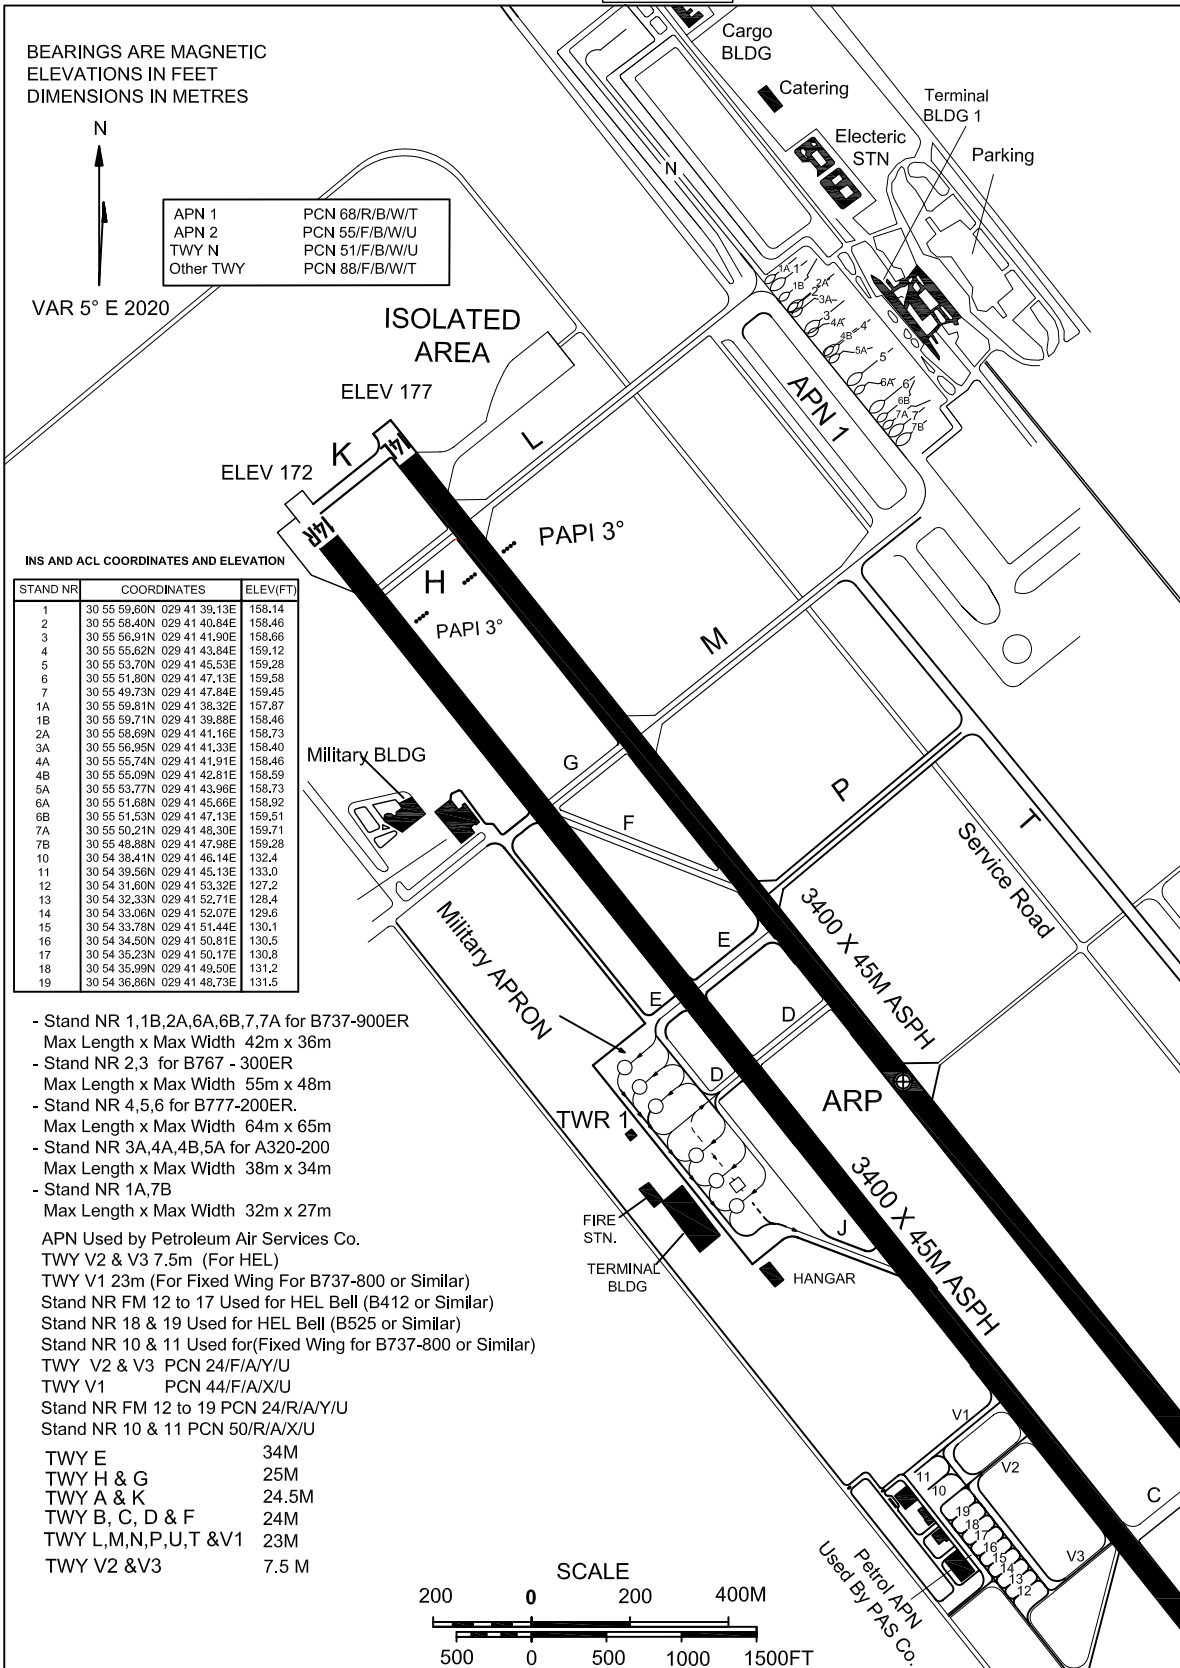 BEARINGS ARE MAGNETIC
ELEVATIONS IN FEET
DIMENSIONS IN METRES
N
VAR 5° E 2020
APN 1 PCN 68/R/B/W/T
APN 2 PCN 55/F/B/W/U
TWY N PCN 51/F/B/W/U
Other TWY PCN 88/F/B/W/T
Cargo
BLDG
Catering
Electeric
STN
Terminal
BLDG 1
Parking
N
1A 1
1B 2 2A
3A
3
4A
4B 4
5A
5
6A 6
6B
7A 7
7B
APN 1
ISOLATED
AREA
ELEV 177
K
L
14L
ELEV 172
14R
PAPI 3°
H
PAPI 3°
M
INS AND ACL COORDINATES AND ELEVATION
STAND NR COORDINATES ELEV(FT)
1 30 55 59.60N 029 41 39.13E 158.14
2 30 55 58.40N 029 41 40.84E 158.46
3 30 55 56.91N 029 41 41.90E 158.66
4 30 55 55.62N 029 41 43.84E 159.12
5 30 55 53.70N 029 41 45.53E 159.28
6 30 55 51.80N 029 41 47.13E 159.58
7 30 55 49.73N 029 41 47.84E 159.45
1A 30 55 59.81N 029 41 38.32E 157.87
1B 30 55 59.71N 029 41 39.88E 158.46
2A 30 55 58.69N 029 41 41.16E 158.73
3A 30 55 56.95N 029 41 41.33E 158.40
4A 30 55 55.74N 029 41 41.91E 158.46
4B 30 55 55.09N 029 41 42.81E 158.59
5A 30 55 53.77N 029 41 43.96E 158.73
6A 30 55 51.68N 029 41 45.66E 158.92
6B 30 55 51.53N 029 41 47.13E 159.51
7A 30 55 50.21N 029 41 48.30E 159.71
7B 30 55 48.88N 029 41 47.98E 159.28
10 30 54 38.41N 029 41 46.14E 132.4
11 30 54 39.56N 029 41 45.13E 133.0
12 30 54 31.60N 029 41 53.32E 127.2
13 30 54 32.33N 029 41 52.71E 128.4
14 30 54 33.06N 029 41 52.07E 129.6
15 30 54 33.78N 029 41 51.44E 130.1
16 30 54 34.50N 029 41 50.81E 130.5
17 30 54 35.23N 029 41 50.17E 130.8
18 30 54 35.99N 029 41 49.50E 131.2
19 30 54 36.86N 029 41 48.73E 131.5
Military BLDG
G
F
P
T
Service Road
Military APRON
E
E
D
D
3400 X 45M ASPH
ARP
3400 X 45M ASPH
TWR 1
FIRE
STN.
TERMINAL
BLDG
HANGAR
J
- Stand NR 1,1B,2A,6A,6B,7,7A for B737-900ER
Max Length x Max Width 42m x 36m
- Stand NR 2,3 for B767 - 300ER
Max Length x Max Width 55m x 48m
- Stand NR 4,5,6 for B777-200ER.
Max Length x Max Width 64m x 65m
- Stand NR 3A,4A,4B,5A for A320-200
Max Length x Max Width 38m x 34m
- Stand NR 1A,7B
Max Length x Max Width 32m x 27m
APN Used by Petroleum Air Services Co.
TWY V2 & V3 7.5m (For HEL)
TWY V1 23m (For Fixed Wing For B737-800 or Similar)
Stand NR FM 12 to 17 Used for HEL Bell (B412 or Similar)
Stand NR 18 & 19 Used for HEL Bell (B525 or Similar)
Stand NR 10 & 11 Used for(Fixed Wing for B737-800 or Similar)
TWY V2 & V3 PCN 24/F/A/Y/U
TWY V1 PCN 44/F/A/X/U
Stand NR FM 12 to 19 PCN 24/R/A/Y/U
Stand NR 10 & 11 PCN 50/R/A/X/U
TWY E 34M
TWY H & G 25M
TWY A & K 24.5M
TWY B, C, D & F 24M
TWY L,M,N,P,U,T &V1 23M
TWY V2 &V3 7.5 M
V1
V2
V3
C
11
10
19
18
17
16
15
14
13
12
Petrol APN
Used By PAS Co.
SCALE
200 0 200 400M
500 0 500 1000 1500FT